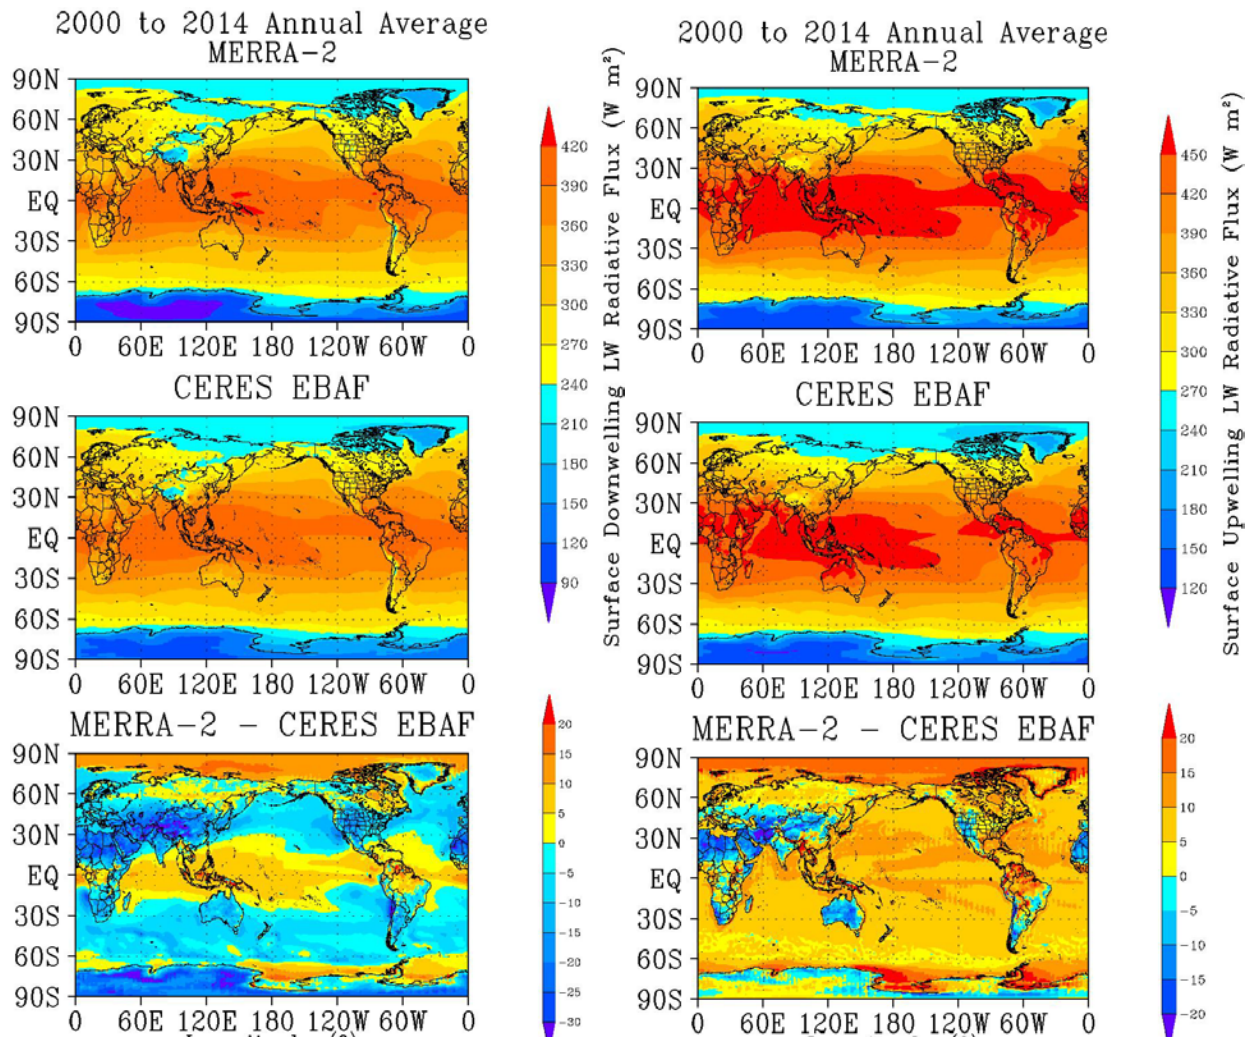 2000 to 2014 Annual Average
MERRA-2
90N
60N
30N
EQ
30S
60S
90S
0 60E 120E 180 120W 60W 0
CERES EBAF
90N
60N
30N
EQ
30S
60S
90S
0 60E 120E 180 120W 60W 0
MERRA-2 - CERES EBAF
90N
60N
30N
EQ
30S
60S
90S
0 60E 120E 180 120W 60W 0
420
390
360
330
300
270
240
210
180
150
120
90
Surface Downwelling LW Radiative Flux (W m²)
20
15
10
5
0
-5
-10
-15
-20
-25
-30
2000 to 2014 Annual Average
MERRA-2
90N
60N
30N
EQ
30S
60S
90S
0 60E 120E 180 120W 60W 0
CERES EBAF
90N
60N
30N
EQ
30S
60S
90S
0 60E 120E 180 120W 60W 0
MERRA-2 - CERES EBAF
90N
60N
30N
EQ
30S
60S
90S
0 60E 120E 180 120W 60W 0
450
420
390
360
330
300
270
240
210
180
150
120
Surface Upwelling LW Radiative Flux (W m²)
20
15
10
5
0
-5
-10
-15
-20